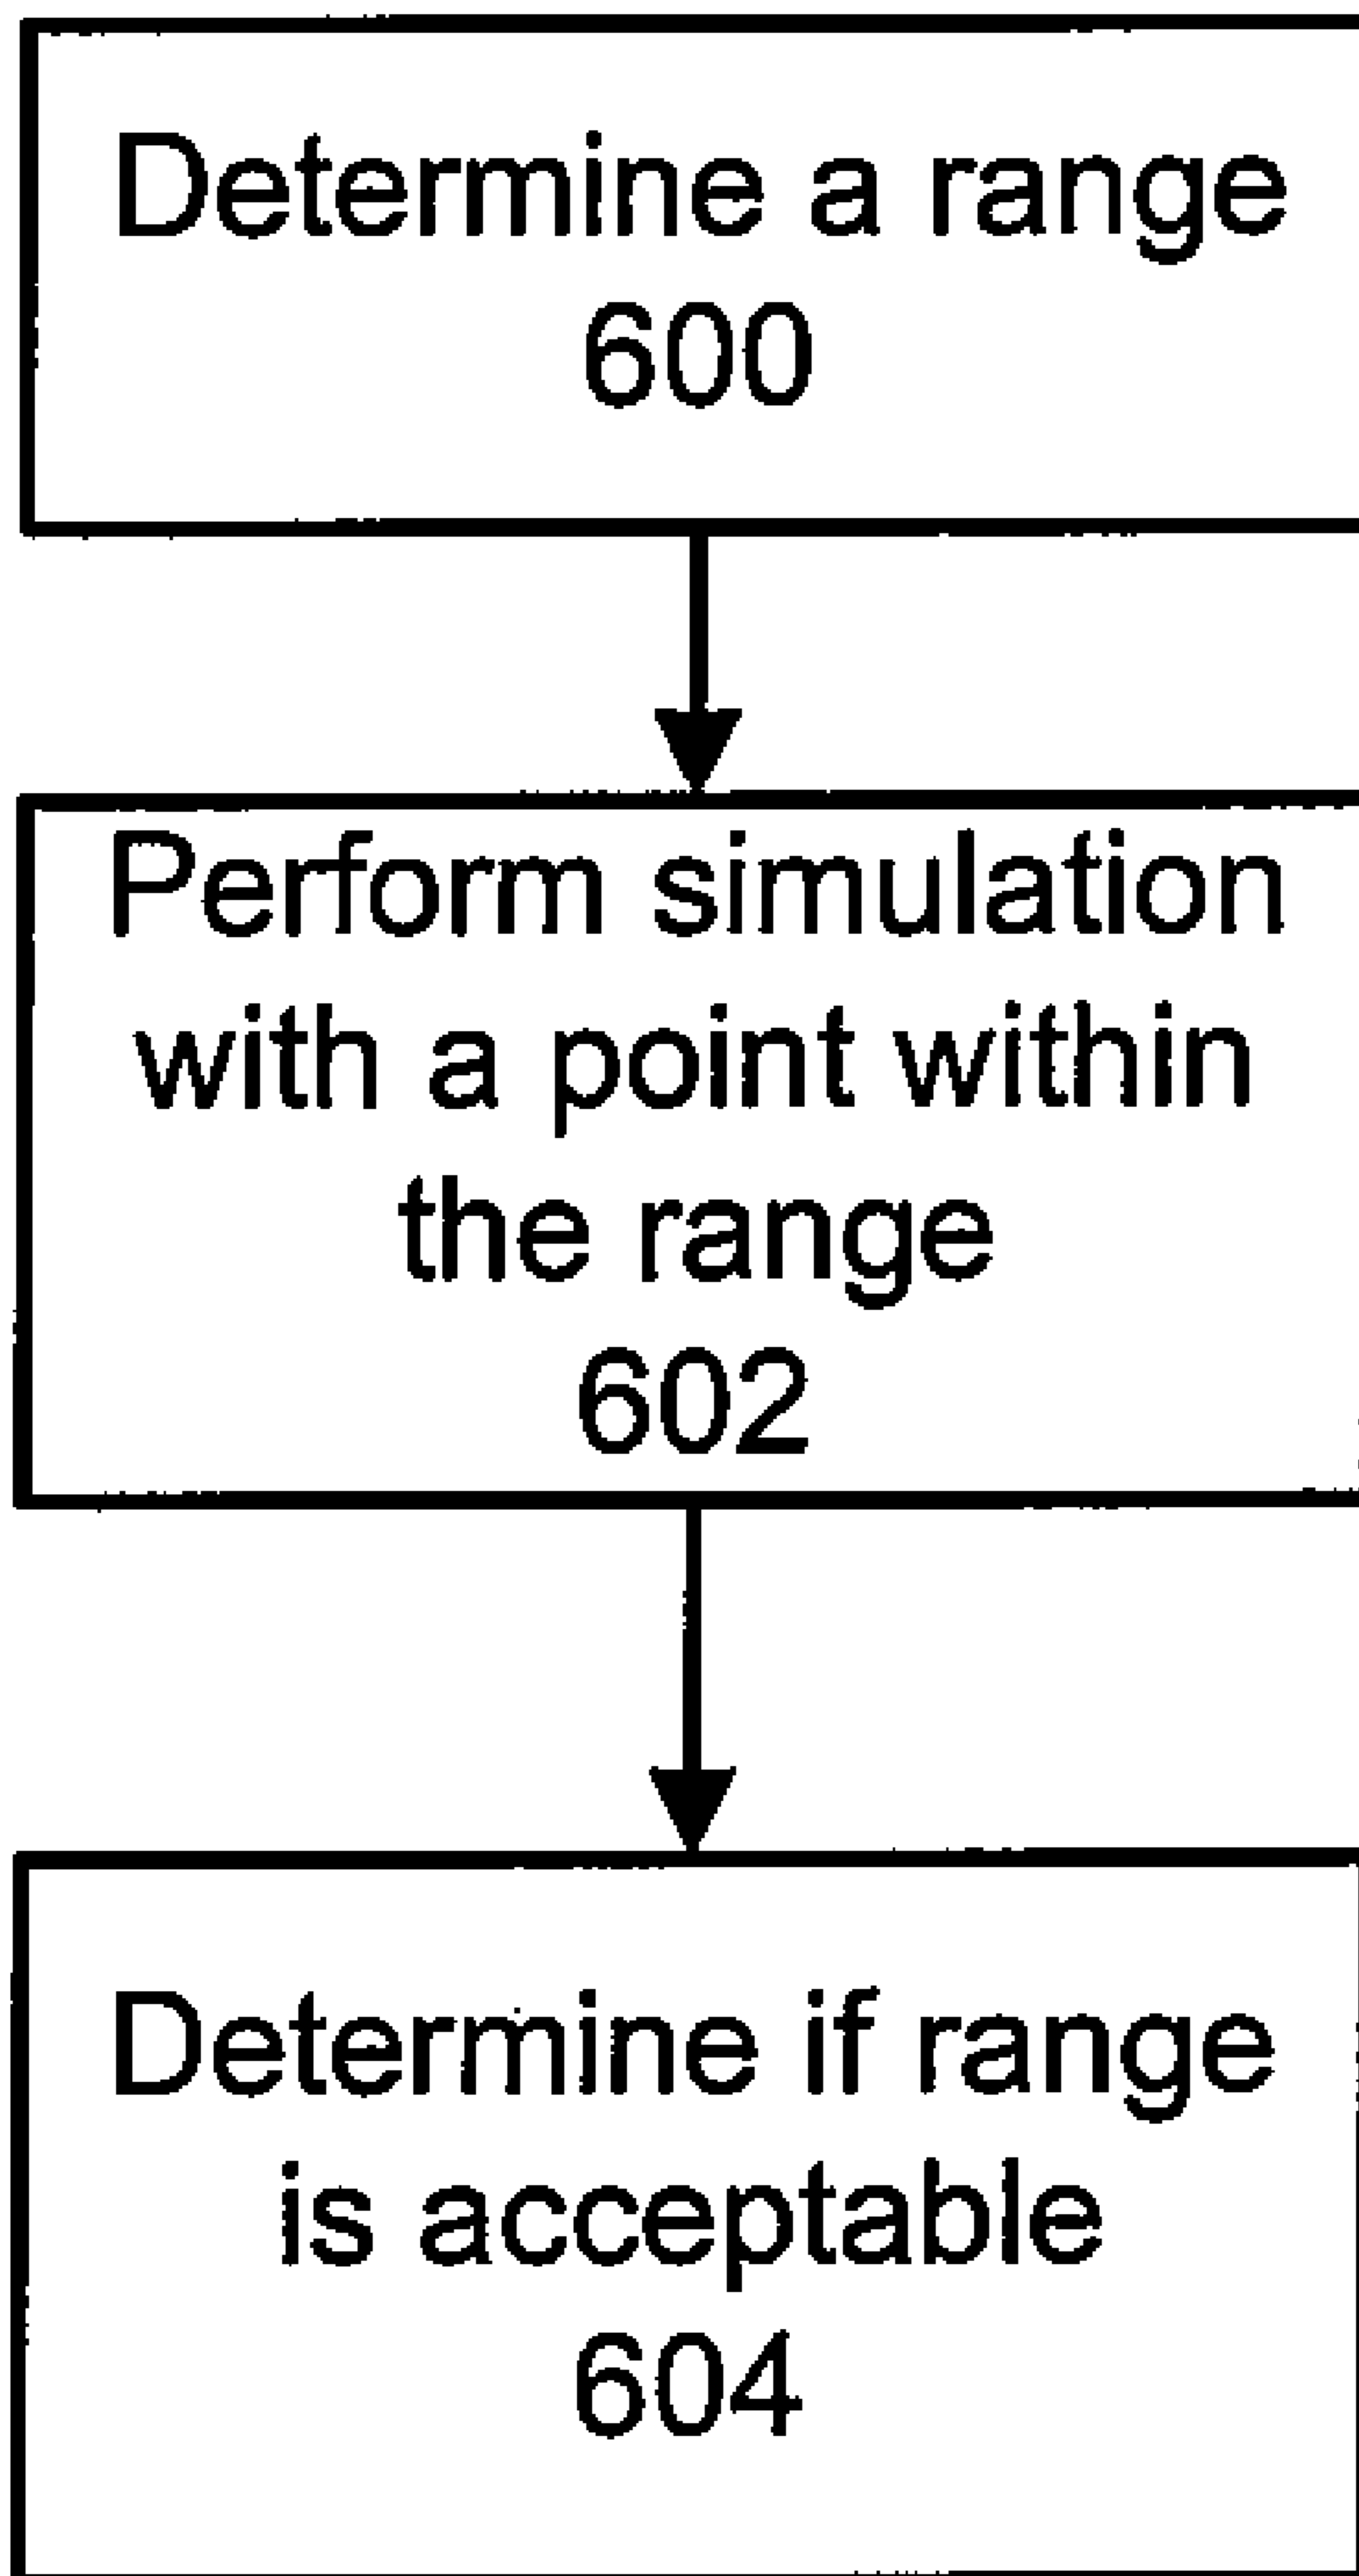 Determine a range
600
Perform simulation
with a point within
the range
602
Determine if range
is acceptable
604